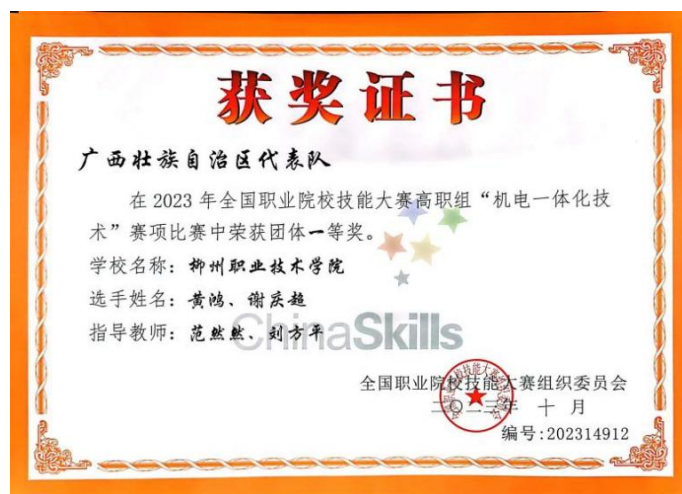 获奖证书
广西壮族自治区代表队
在 2023 年全国职业院校技能大赛高职组“机电一体化技
术”赛项比赛中荣获团体一等奖。
学校名称：柳州职业技术学院
选手姓名：黄鸿、谢庆超
指导教师：范然然、刘方平
ChinaSkills
全国职业院校技能大赛组织委员会
二〇二三年 十 月
编号:202314912